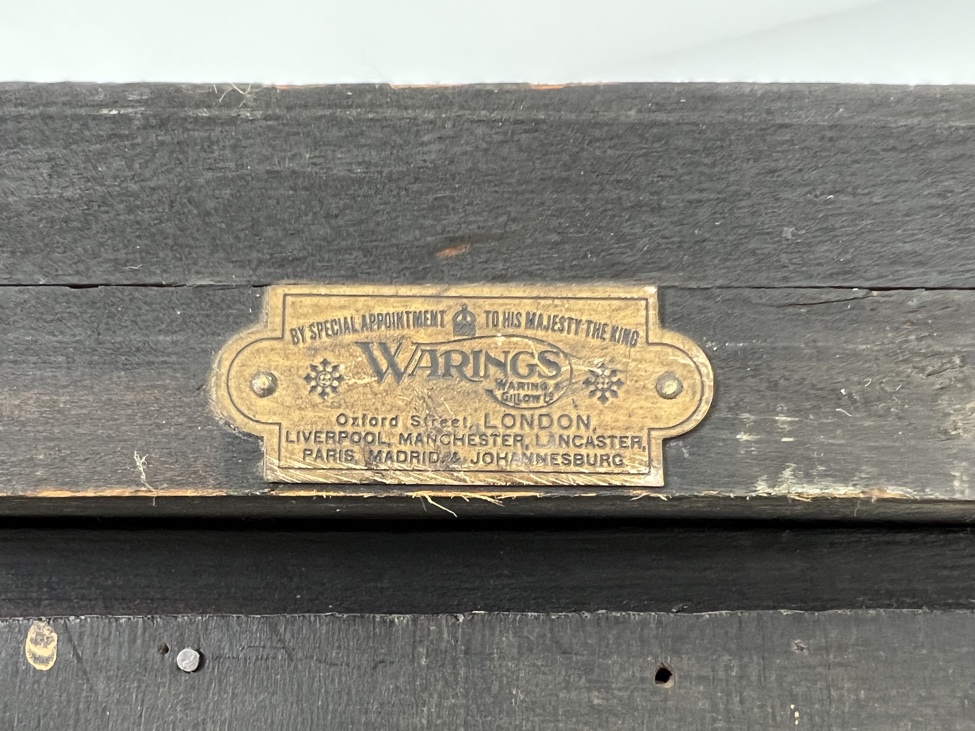 BY SPECIAL APPOINTMENT TO HIS MAJESTY THE KING
WARINGS
WARING &
GILLOW LD
Oxford Street, LONDON,
LIVERPOOL, MANCHESTER, LANCASTER,
PARIS, MADRID & JOHANNESBURG